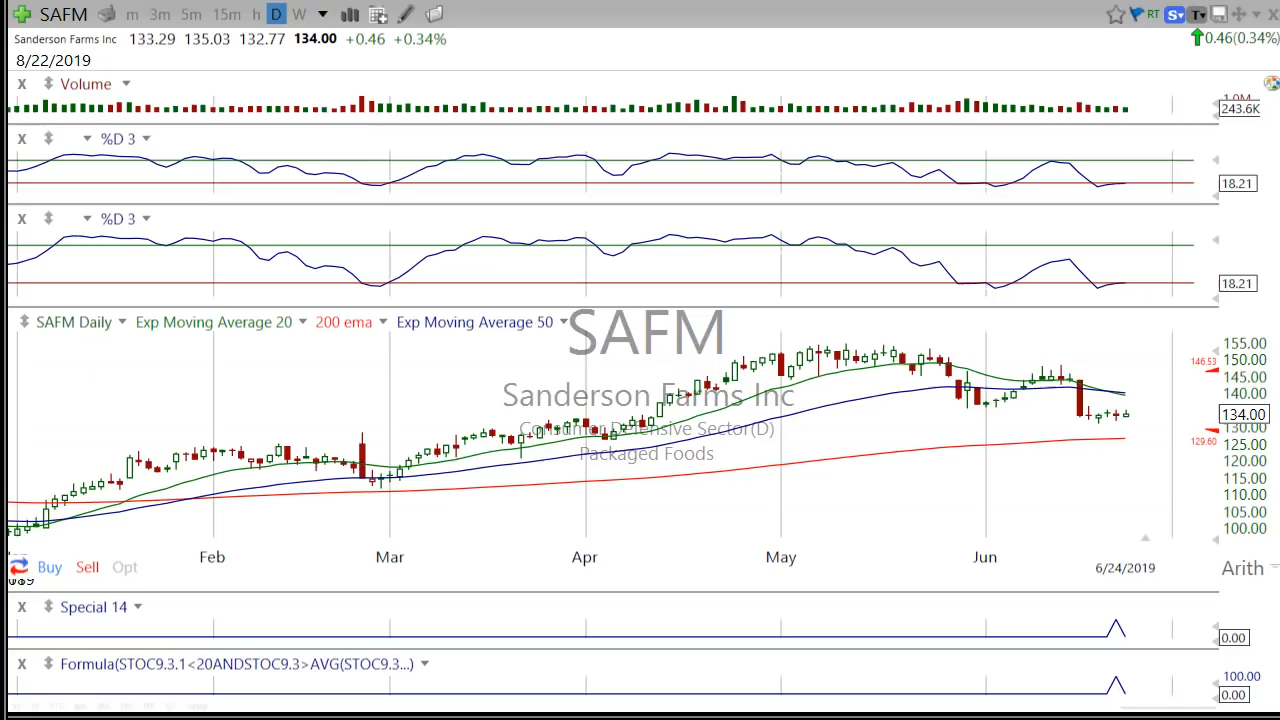 SAFM m 3m 5m 15m h D W RT S T
Sanderson Farms Inc 133.29 135.03 132.77 134.00 +0.46 +0.34% 0.46(0.34%)
8/22/2019
X Volume
1.0M
243.6K
X %D 3
18.21
X %D 3
18.21
SAFM Daily Exp Moving Average 20 200 ema Exp Moving Average 50
SAFM
Sanderson Farms Inc
Consumer Defensive Sector(D)
Packaged Foods
155.00
150.00
146.53
145.00
140.00
134.00
130.00
129.60
125.00
120.00
115.00
110.00
105.00
100.00
Feb Mar Apr May Jun
Buy Sell Opt 6/24/2019 Arith
X Special 14
0.00
X Formula(STOC9.3.1<20ANDSTOC9.3>AVG(STOC9.3...)
100.00
0.00